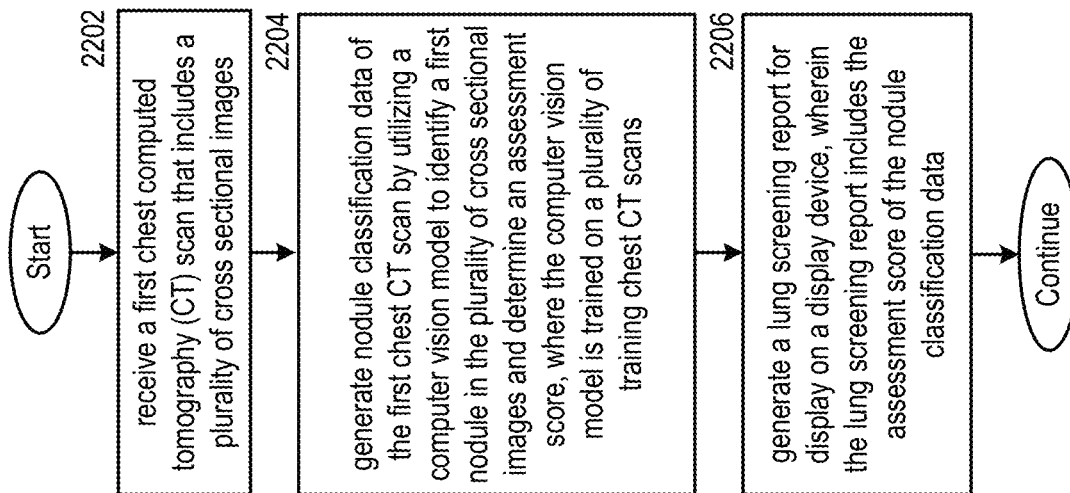 Start
2202
receive a first chest computed
tomography (CT) scan that includes a
plurality of cross sectional images
2204
generate nodule classification data of
the first chest CT scan by utilizing a
computer vision model to identify a first
nodule in the plurality of cross sectional
images and determine an assessment
score, where the computer vision
model is trained on a plurality of
training chest CT scans
2206
generate a lung screening report for
display on a display device, wherein
the lung screening report includes the
assessment score of the nodule
classification data
Continue